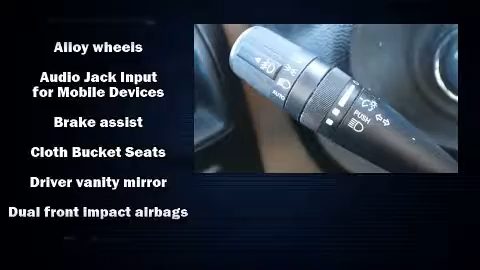 Alloy wheels
Audio Jack Input
for Mobile Devices
Brake assist
Cloth Bucket Seats
Driver vanity mirror
Dual front impact airbags
AUTO
PUSH